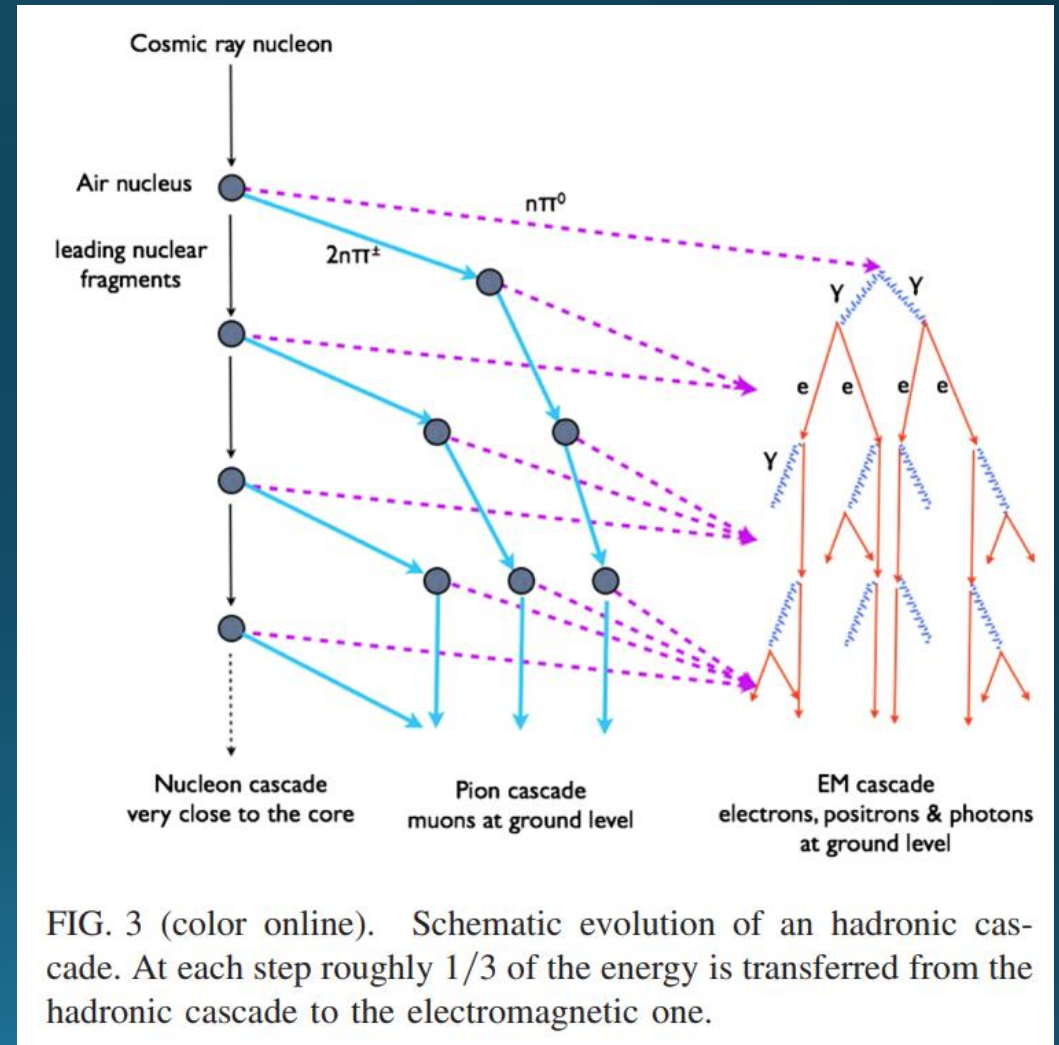 Cosmic ray nucleon
Air nucleus
nπ⁰
leading nuclear
fragments
2nπ±
γ
γ
e
e
e
e
γ
Nucleon cascade
very close to the core
Pion cascade
muons at ground level
EM cascade
electrons, positrons & photons
at ground level
FIG. 3 (color online). Schematic evolution of an hadronic cas-
cade. At each step roughly 1/3 of the energy is transferred from the
hadronic cascade to the electromagnetic one.